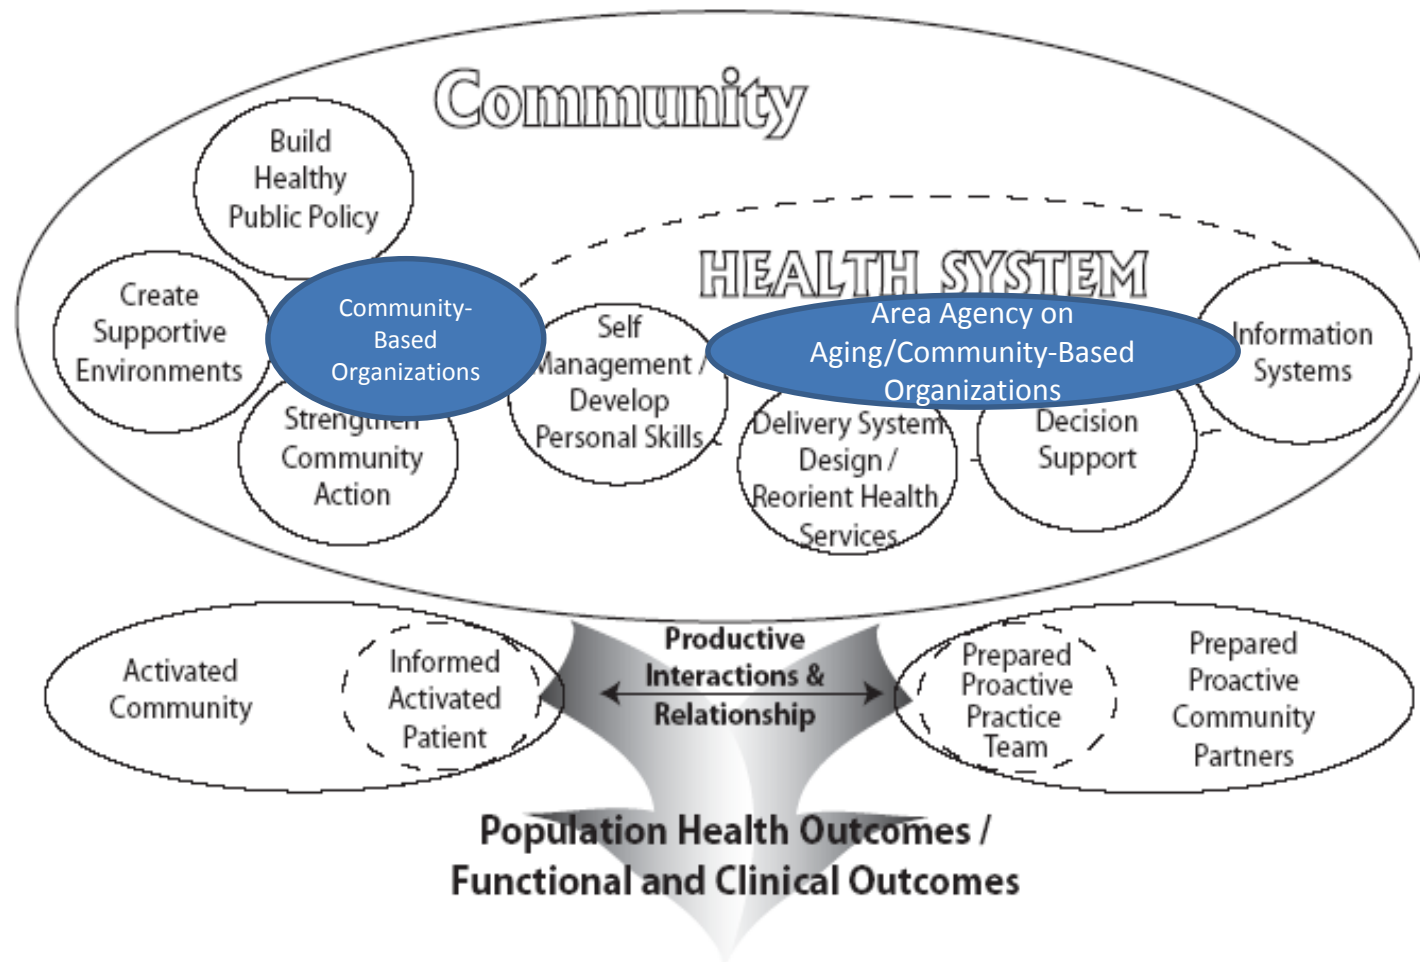 Community
Build
Healthy
Public Policy
HEALTH SYSTEM
Create
Supportive
Environments
Community-
Based
Organizations
Strengthen
Community
Action
Self
Management /
Develop
Personal Skills
Area Agency on
Aging/Community-Based
Organizations
Delivery System
Design /
Reorient Health
Services
Decision
Support
Information
Systems
Activated
Community
Informed
Activated
Patient
Productive
Interactions &
Relationship
Prepared
Proactive
Practice
Team
Prepared
Proactive
Community
Partners
Population Health Outcomes /
Functional and Clinical Outcomes